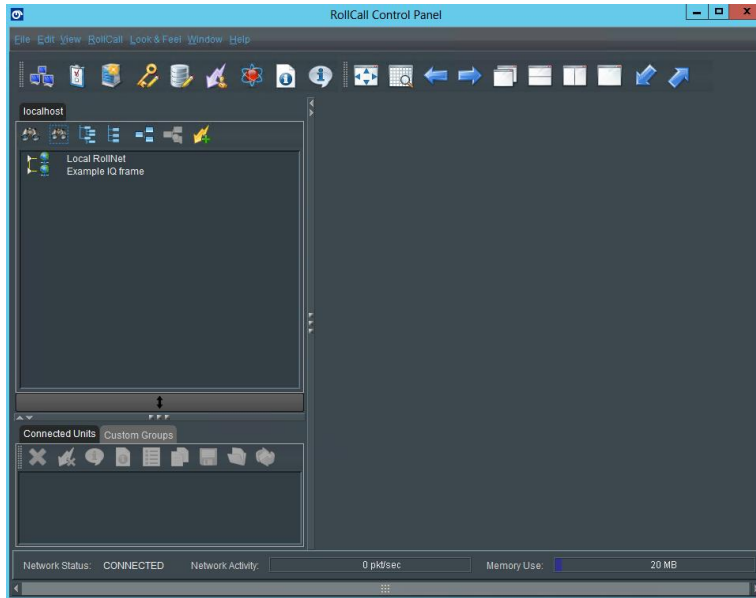 RollCall Control Panel
File Edit View RollCall Look & Feel Window Help
localhost
Local RollNet
Example IQ frame
Connected Units Custom Groups
Network Status: CONNECTED Network Activity: 0 pkt/sec Memory Use: 20 MB